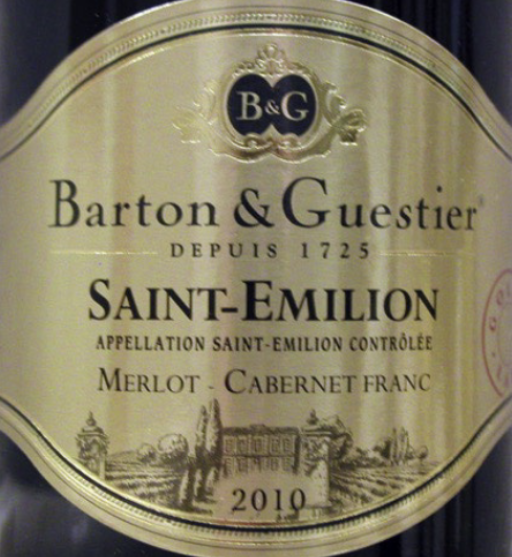 B&G
Barton & Guestier
DEPUIS 1725
SAINT-EMILION
APPELLATION SAINT-EMILION CONTRÔLÉE
MERLOT - CABERNET FRANC
2010